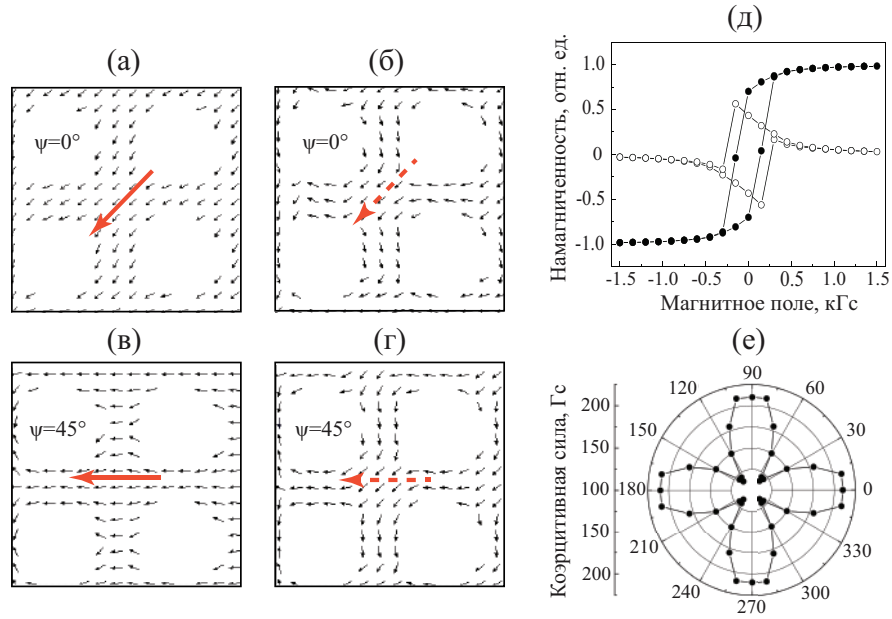 (а)
(б)
(д)
ψ=0°
ψ=0°
Намагниченность, отн. ед.
1.0
0.5
0
-0.5
-1.0
-1.5
-1.0
-0.5
0
0.5
1.0
1.5
Магнитное поле, кГс
(в)
(г)
(е)
ψ=45°
ψ=45°
Коэрцитивная сила, Гс
200
150
100
150
200
90
120
60
150
30
180
0
210
330
240
300
270